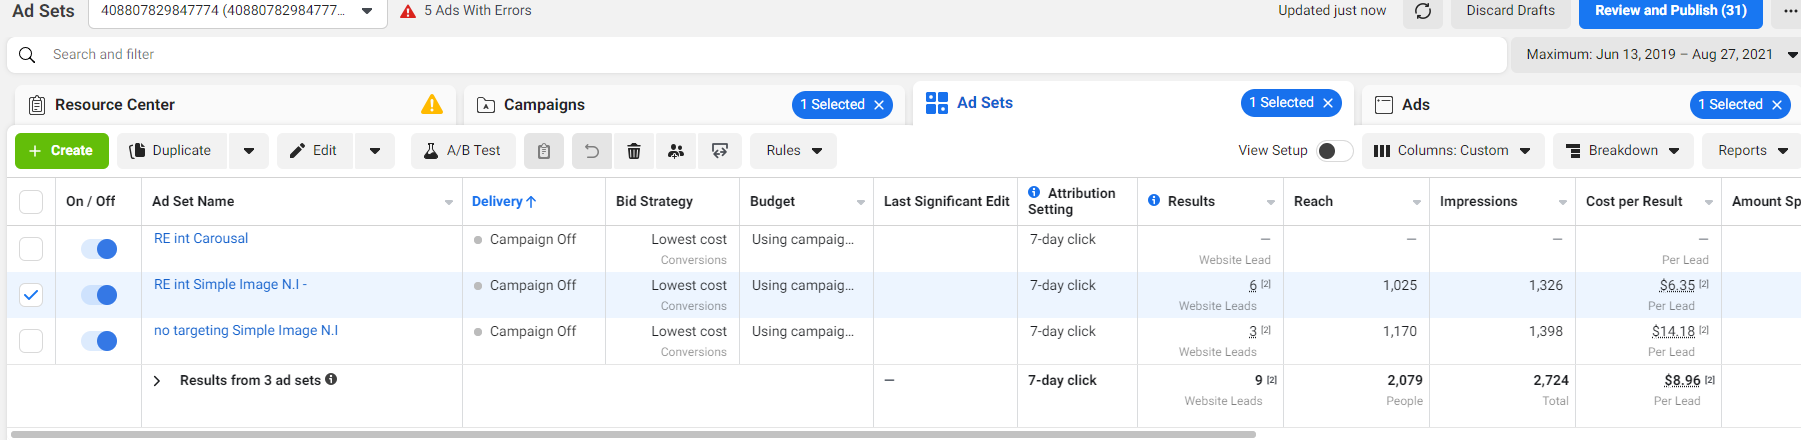 Ad Sets 408807829847774 (40880782984777... 5 Ads With Errors Updated just now Discard Drafts Review and Publish (31) ...
Search and filter Maximum: Jun 13, 2019 – Aug 27, 2021
Resource Center Campaigns 1 Selected × Ad Sets 1 Selected × Ads 1 Selected ×
+ Create Duplicate Edit A/B Test Rules View Setup Columns: Custom Breakdown Reports
On / Off Ad Set Name Delivery ↑ Bid Strategy Budget Last Significant Edit Attribution Setting Results Reach Impressions Cost per Result Amount Sp
RE int Carousal Campaign Off Lowest cost Using campaig... 7-day click — — — —
Conversions Website Lead Per Lead
RE int Simple Image N.I - Campaign Off Lowest cost Using campaig... 7-day click 6 [2] 1,025 1,326 $6.35 [2]
Conversions Website Leads Per Lead
no targeting Simple Image N.I Campaign Off Lowest cost Using campaig... 7-day click 3 [2] 1,170 1,398 $14.18 [2]
Conversions Website Leads Per Lead
Results from 3 ad sets — 7-day click 9 [2] 2,079 2,724 $8.96 [2]
Website Leads People Total Per Lead